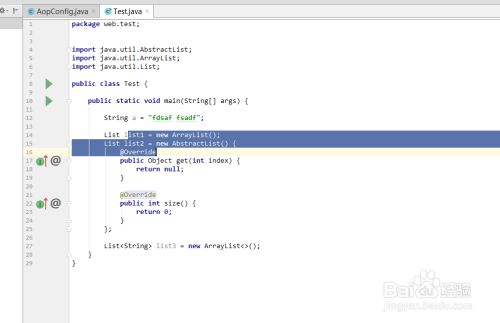 AopConfig.java × Test.java ×
1 package web.test;
2
3
4 import java.util.AbstractList;
5 import java.util.ArrayList;
6 import java.util.List;
7
8 public class Test {
9
10 public static void main(String[] args) {
11
12 String a = "fdsaf fsadf";
13
14 List list1 = new ArrayList();
15 List list2 = new AbstractList() {
16 @Override
17 public Object get(int index) {
18 return null;
19 }
20
21 @Override
22 public int size() {
23 return 0;
24 }
25 };
26
27 List<String> list3 = new ArrayList<>();
28 }
29 }
Baidu 经验
jingyan.baidu.com